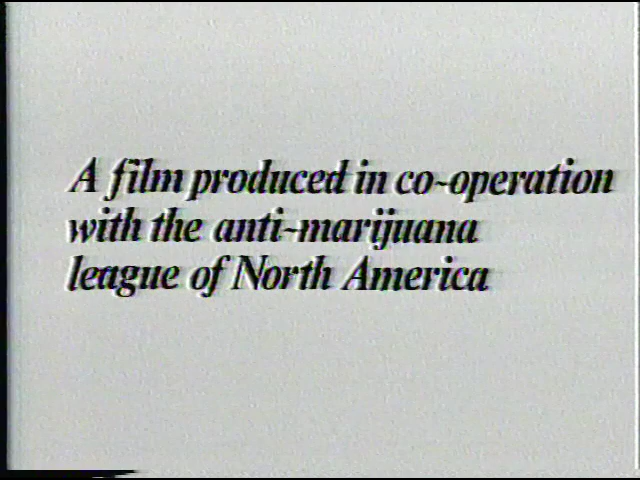 A film produced in co-operation
with the anti-marijuana
league of North America